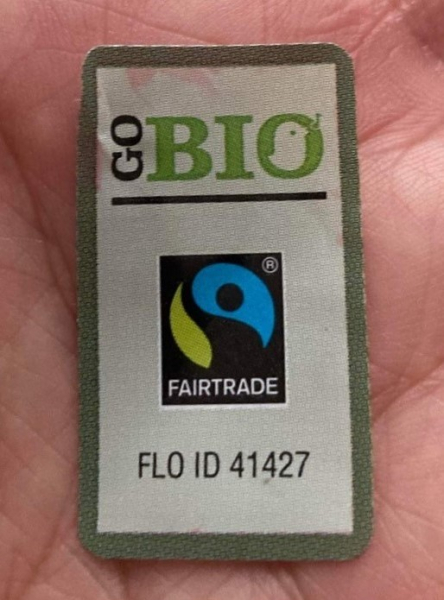 GO BIO
®
FAIRTRADE
FLO ID 41427